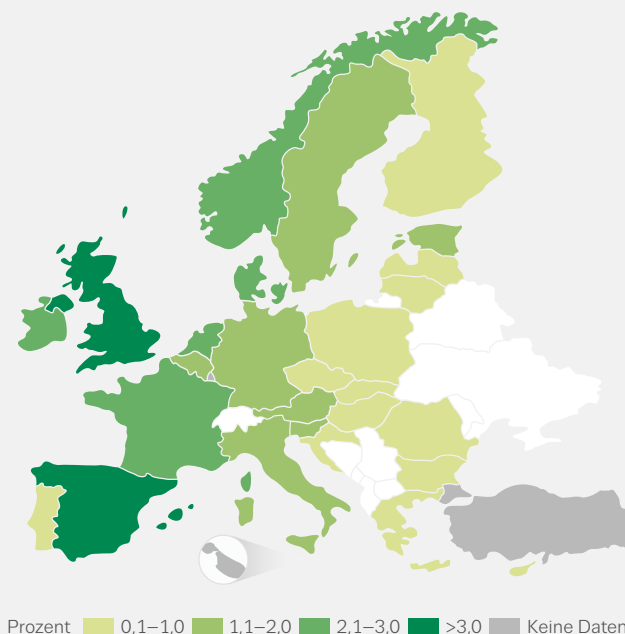 Prozent 0,1–1,0 1,1–2,0 2,1–3,0 >3,0 Keine Daten